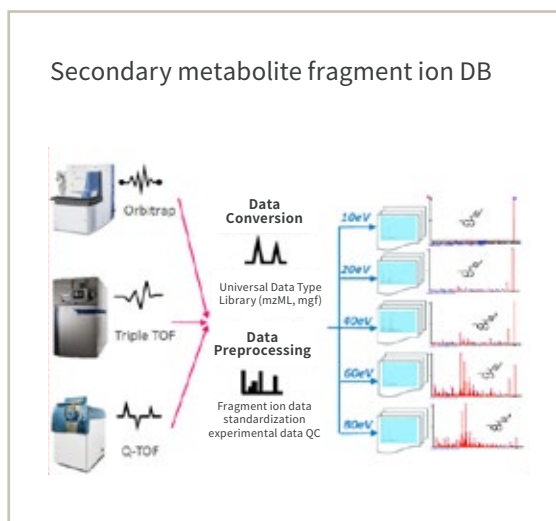 Secondary metabolite fragment ion DB
Orbitrap
Triple TOF
Q-TOF
Data
Conversion
Universal Data Type
Library (mzML, mgf)
Data
Preprocessing
Fragment ion data
standardization
experimental data QC
10eV
20eV
40eV
60eV
80eV